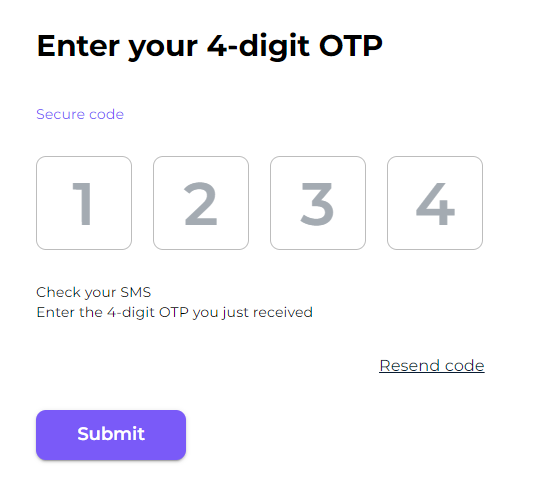 Enter your 4-digit OTP
Secure code
1 2 3 4
Check your SMS
Enter the 4-digit OTP you just received
Resend code
Submit